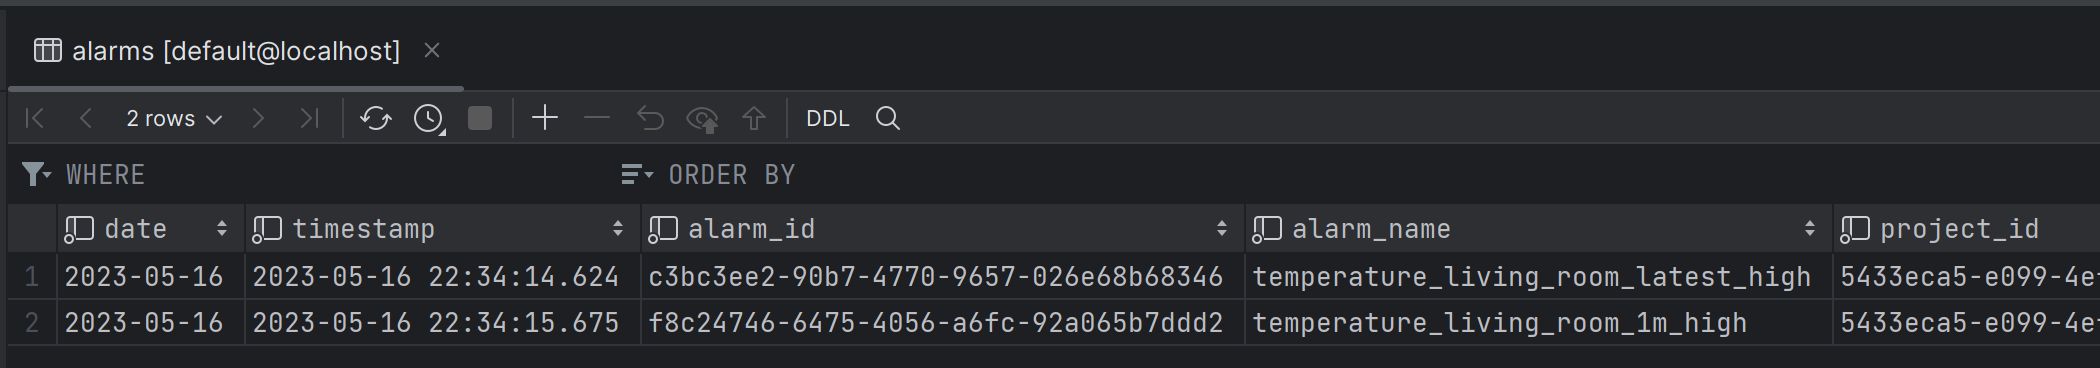 alarms [default@localhost]
2 rows DDL
WHERE ORDER BY
date timestamp alarm_id alarm_name project_id
1 2023-05-16 2023-05-16 22:34:14.624 c3bc3ee2-90b7-4770-9657-026e68b68346 temperature_living_room_latest_high 5433eca5-e099-4e
2 2023-05-16 2023-05-16 22:34:15.675 f8c24746-6475-4056-a6fc-92a065b7ddd2 temperature_living_room_1m_high 5433eca5-e099-4e